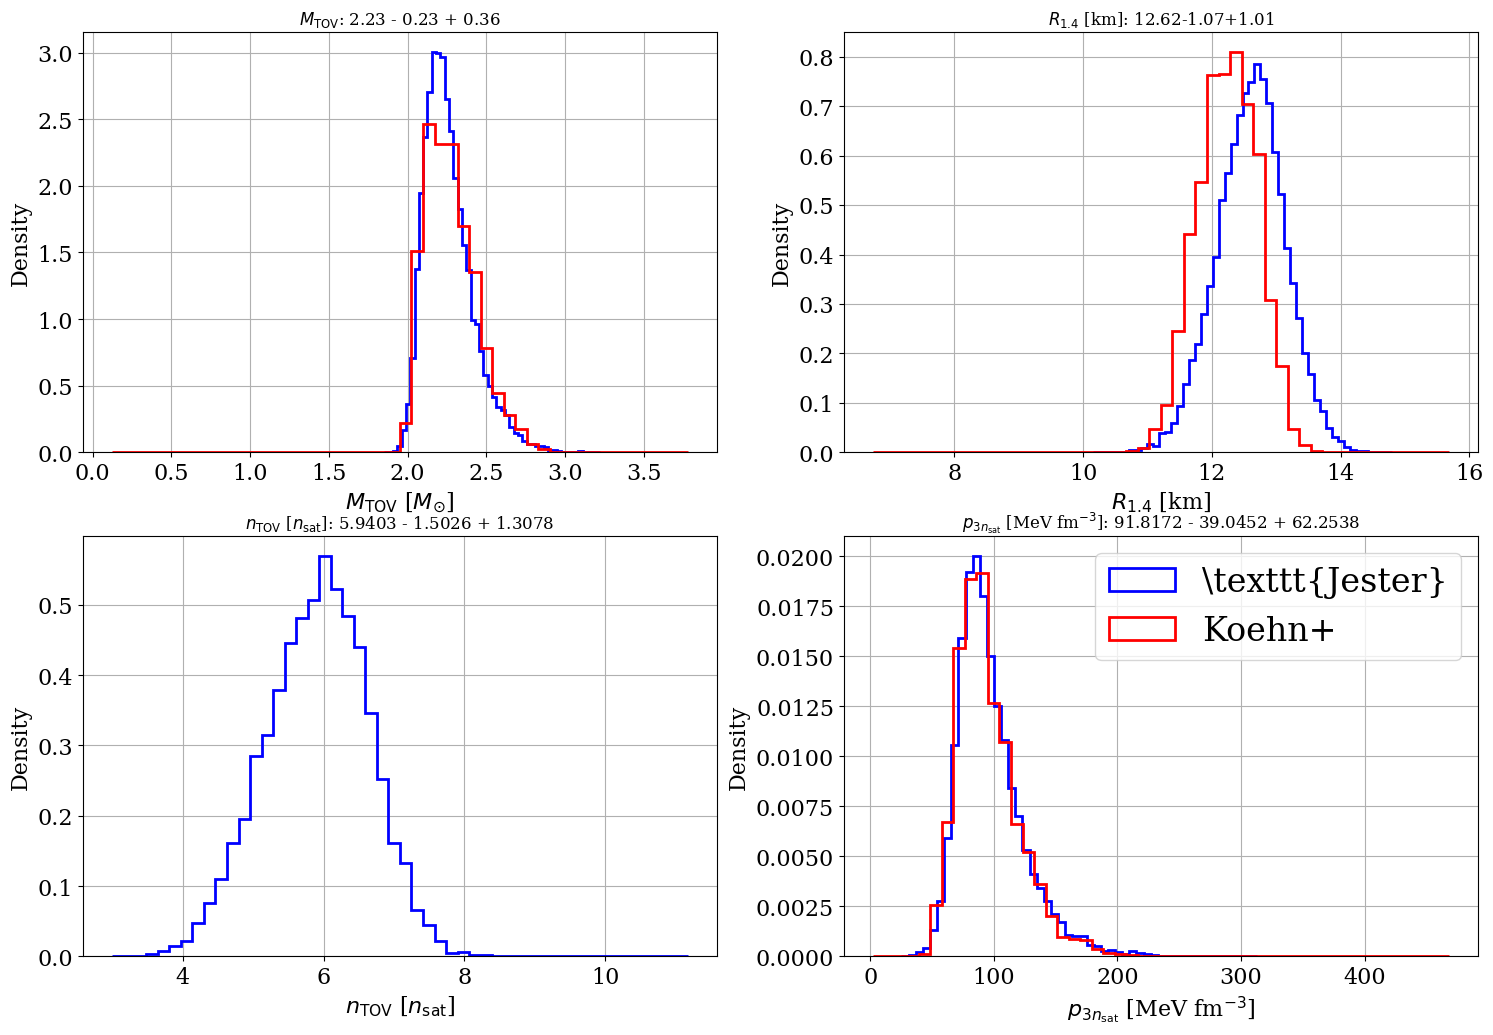 M_TOV: 2.23 - 0.23 + 0.36
3.0
2.5
2.0
1.5
1.0
0.5
0.0
Density
0.0 0.5 1.0 1.5 2.0 2.5 3.0 3.5
M_TOV [M_⊙]
R_1.4 [km]: 12.62-1.07+1.01
0.8
0.7
0.6
0.5
0.4
0.3
0.2
0.1
0.0
Density
8 10 12 14 16
R_1.4 [km]
n_TOV [n_sat]: 5.9403 - 1.5026 + 1.3078
0.5
0.4
0.3
0.2
0.1
0.0
Density
4 6 8 10
n_TOV [n_sat]
p_3n_sat [MeV fm⁻³]: 91.8172 - 39.0452 + 62.2538
0.0200
0.0175
0.0150
0.0125
0.0100
0.0075
0.0050
0.0025
0.0000
Density
\texttt{Jester}
Koehn+
0 100 200 300 400
p_3n_sat [MeV fm⁻³]